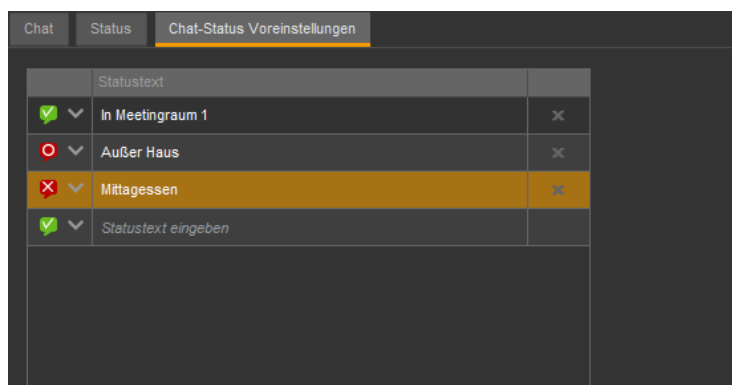 Chat Status Chat-Status Voreinstellungen
Statustext
In Meetingraum 1
Außer Haus
Mittagessen
Statustext eingeben